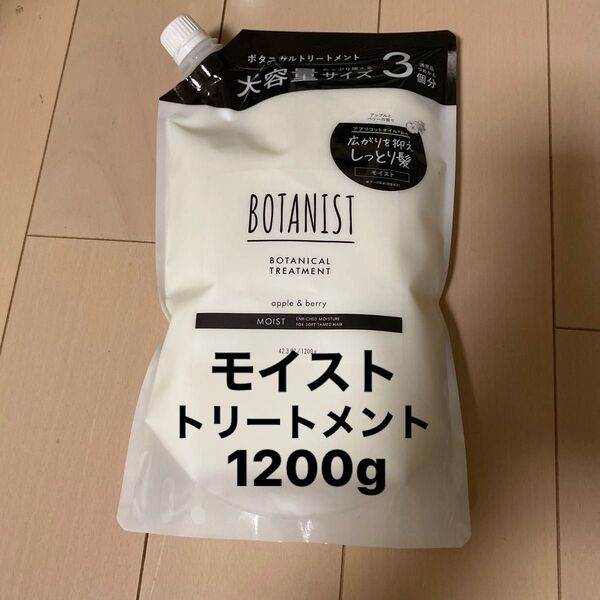 ボタニカルトリートメント
大容量サイズ
3個分
アップルと
ベリーの香り
広がりを抑え
しっとり髪
モイスト
BOTANIST
BOTANICAL
TREATMENT
apple & berry
MOIST ENRICHED MOISTURE
FOR SOFT TAMED HAIR
モイスト
トリートメント
1200g